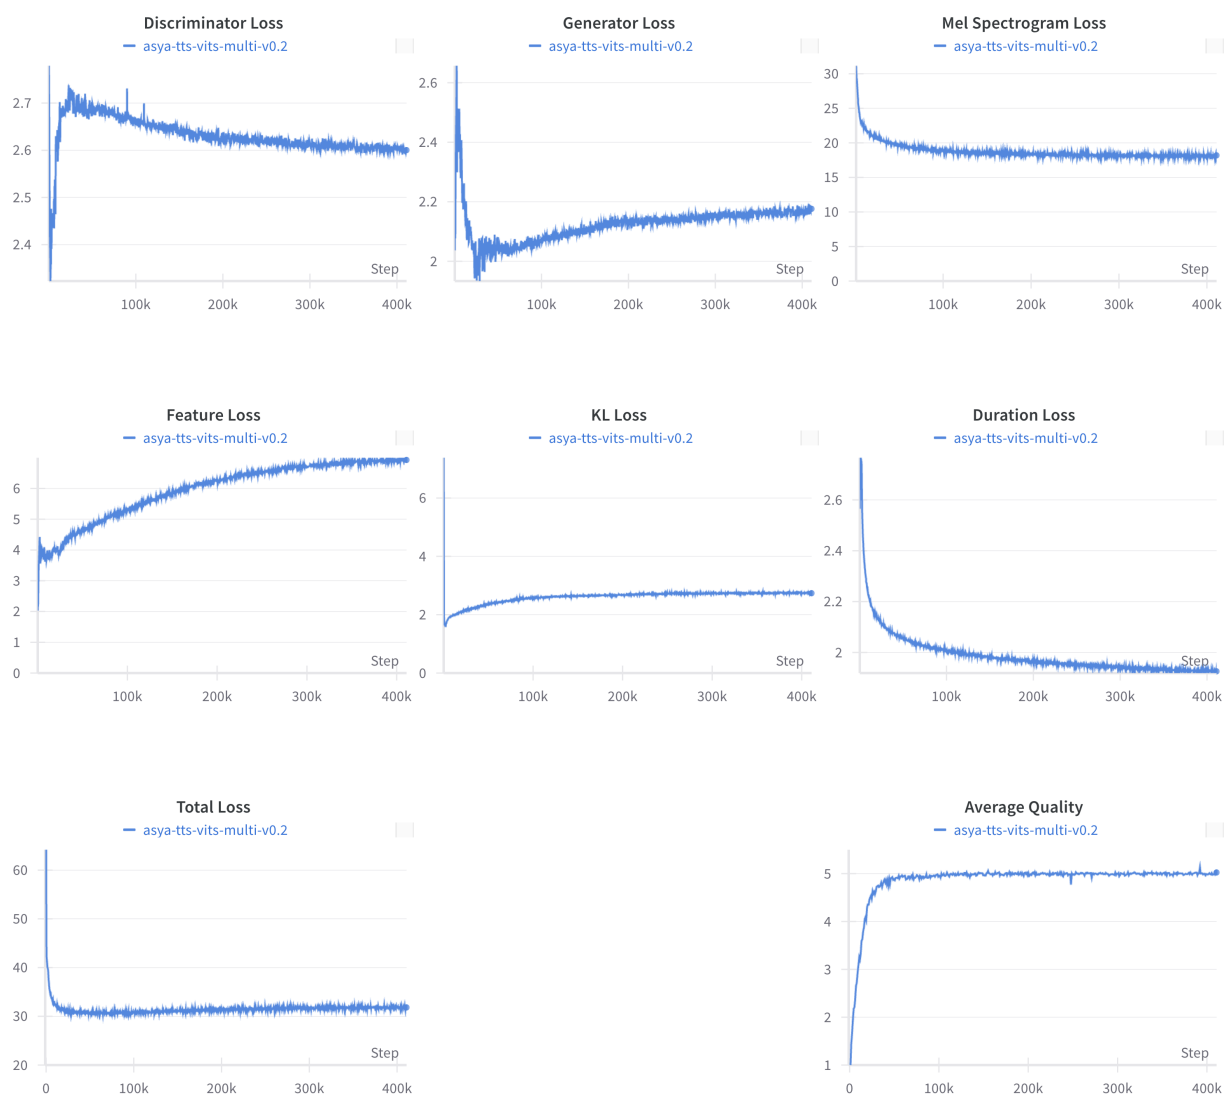 Discriminator Loss
asya-tts-vits-multi-v0.2
2.7
2.6
2.5
2.4
Step
100k 200k 300k 400k
Generator Loss
asya-tts-vits-multi-v0.2
2.6
2.4
2.2
2
Step
100k 200k 300k 400k
Mel Spectrogram Loss
asya-tts-vits-multi-v0.2
30
25
20
15
10
5
0
Step
100k 200k 300k 400k
Feature Loss
asya-tts-vits-multi-v0.2
6
5
4
3
2
1
0
Step
100k 200k 300k 400k
KL Loss
asya-tts-vits-multi-v0.2
6
4
2
0
Step
100k 200k 300k 400k
Duration Loss
asya-tts-vits-multi-v0.2
2.6
2.4
2.2
2
Step
100k 200k 300k 400k
Total Loss
asya-tts-vits-multi-v0.2
60
50
40
30
20
Step
0 100k 200k 300k 400k
Average Quality
asya-tts-vits-multi-v0.2
5
4
3
2
1
Step
0 100k 200k 300k 400k